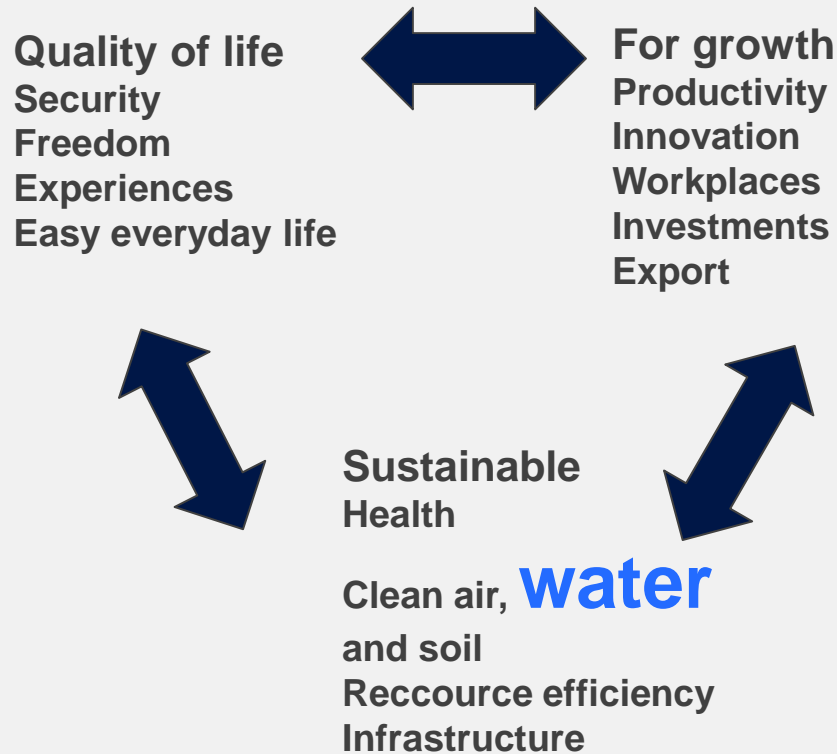 Quality of life
Security
Freedom
Experiences
Easy everyday life
For growth
Productivity
Innovation
Workplaces
Investments
Export
Sustainable
Health
Clean air, water
and soil
Reccource efficiency
Infrastructure